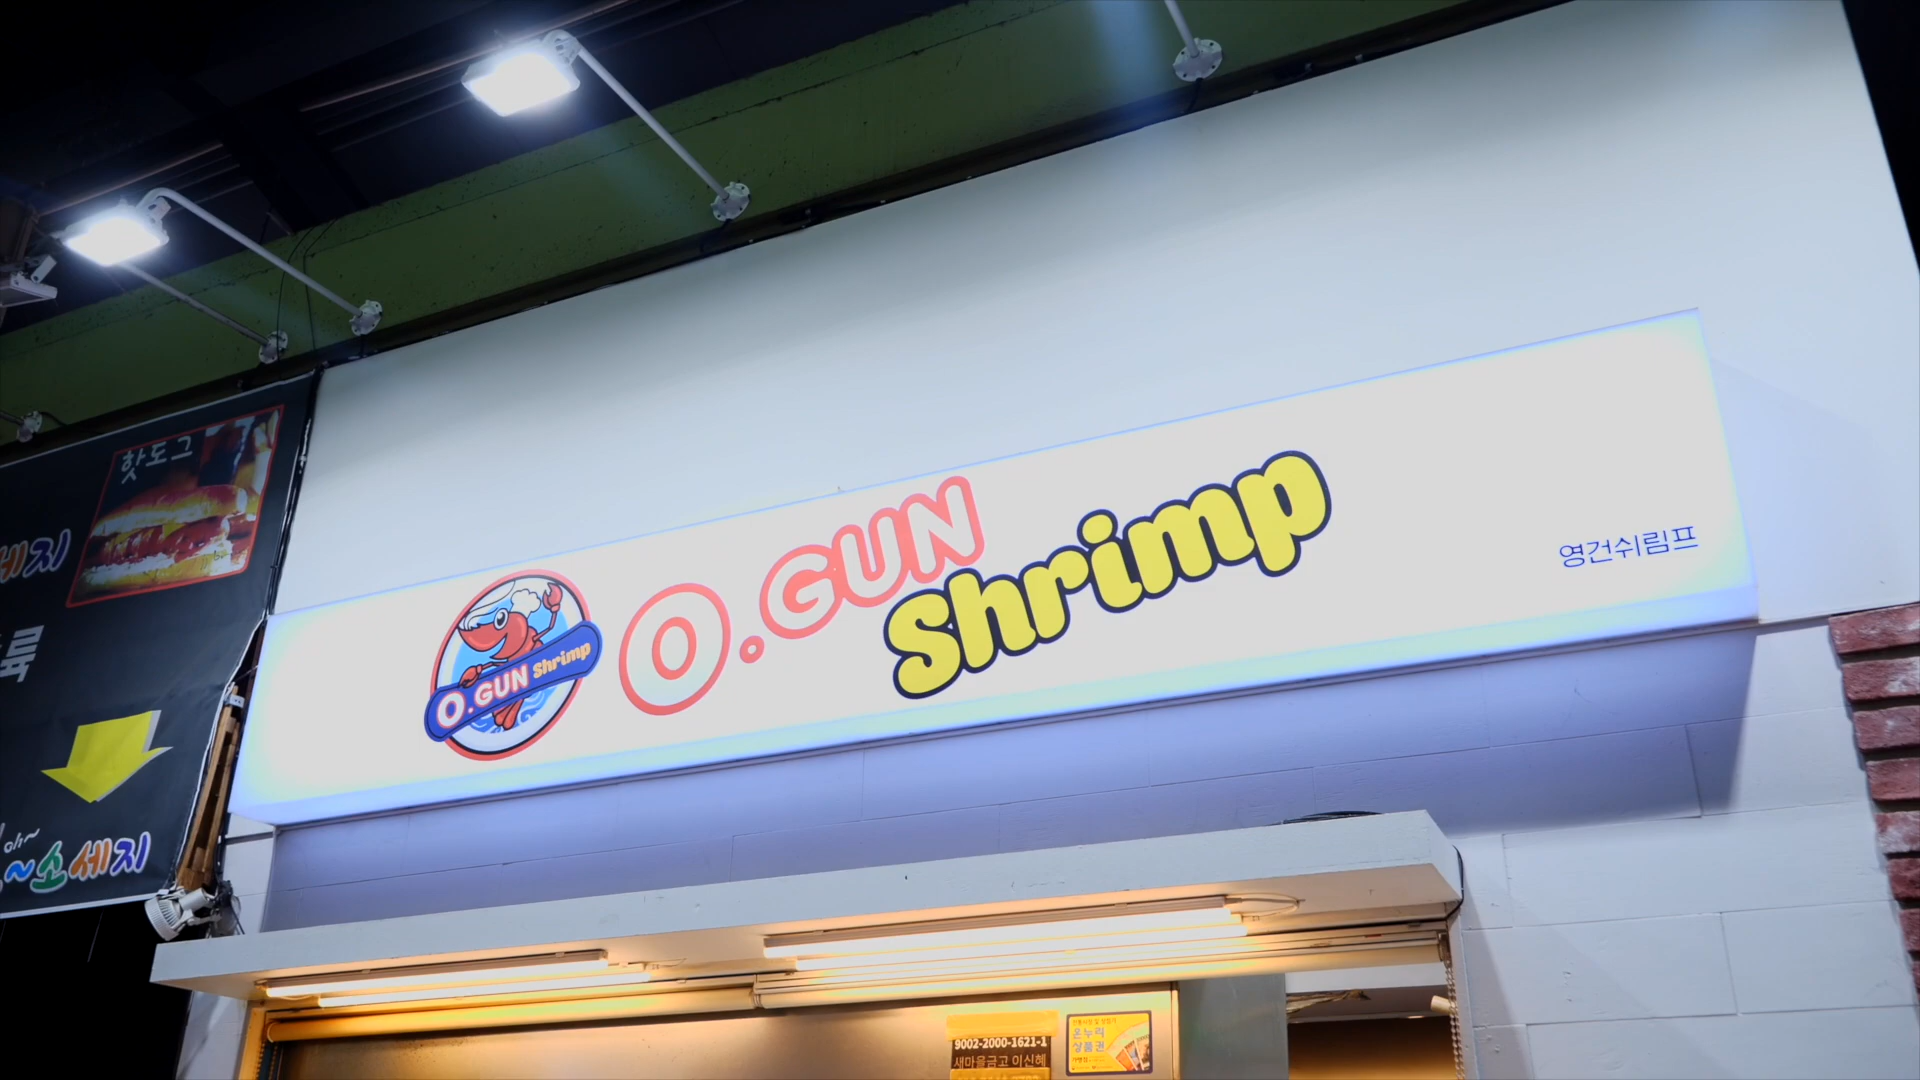 핫도그
세지
륙
~소세지
O.GUN Shrimp
O.GUN
Shrimp
영건쉬림프
9002-2000-1621-1
새마을금고 이신혜
온누리
상품권